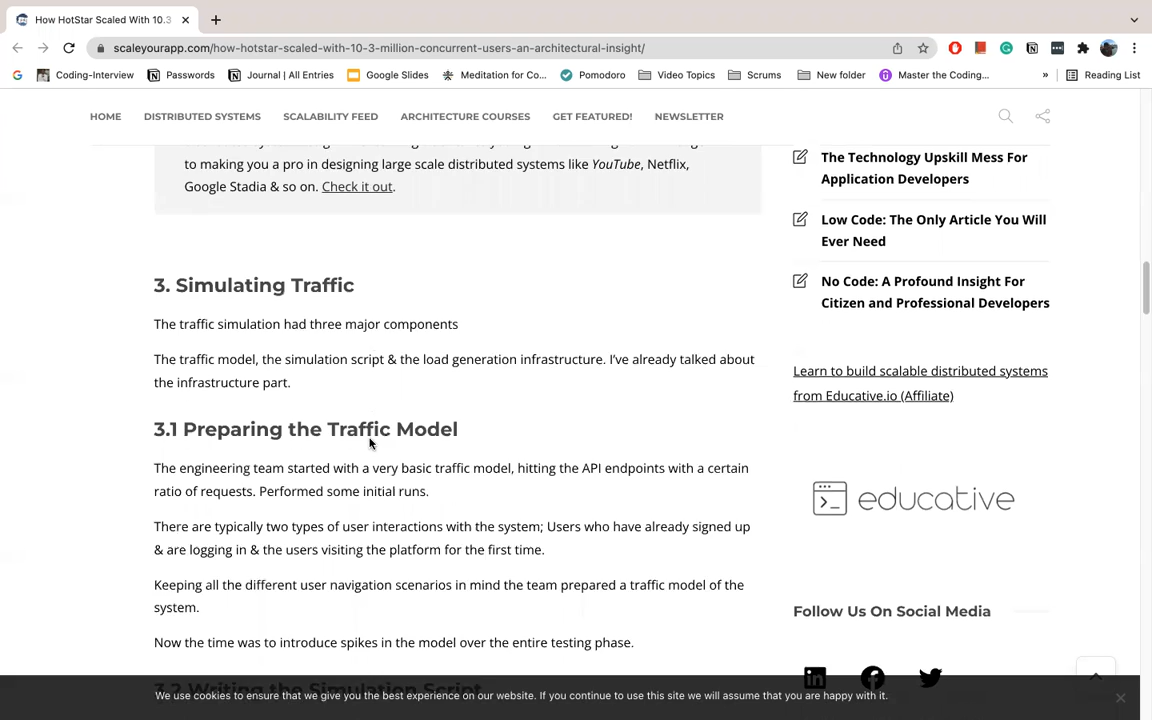 How HotStar Scaled With 10.3
scaleyourapp.com/how-hotstar-scaled-with-10-3-million-concurrent-users-an-architectural-insight/
Coding-Interview
Passwords
Journal | All Entries
Google Slides
Meditation for Co...
Pomodoro
Video Topics
Scrums
New folder
Master the Coding...
»
Reading List
HOME
DISTRIBUTED SYSTEMS
SCALABILITY FEED
ARCHITECTURE COURSES
GET FEATURED!
NEWSLETTER
to making you a pro in designing large scale distributed systems like YouTube, Netflix,
Google Stadia & so on. Check it out.
3. Simulating Traffic
The traffic simulation had three major components
The traffic model, the simulation script & the load generation infrastructure. I've already talked about
the infrastructure part.
3.1 Preparing the Traffic Model
The engineering team started with a very basic traffic model, hitting the API endpoints with a certain
ratio of requests. Performed some initial runs.
There are typically two types of user interactions with the system; Users who have already signed up
& are logging in & the users visiting the platform for the first time.
Keeping all the different user navigation scenarios in mind the team prepared a traffic model of the
system.
Now the time was to introduce spikes in the model over the entire testing phase.
3.2 Writing the Simulation Script
The Technology Upskill Mess For
Application Developers
Low Code: The Only Article You Will
Ever Need
No Code: A Profound Insight For
Citizen and Professional Developers
Learn to build scalable distributed systems
from Educative.io (Affiliate)
educative
Follow Us On Social Media
We use cookies to ensure that we give you the best experience on our website. If you continue to use this site we will assume that you are happy with it.